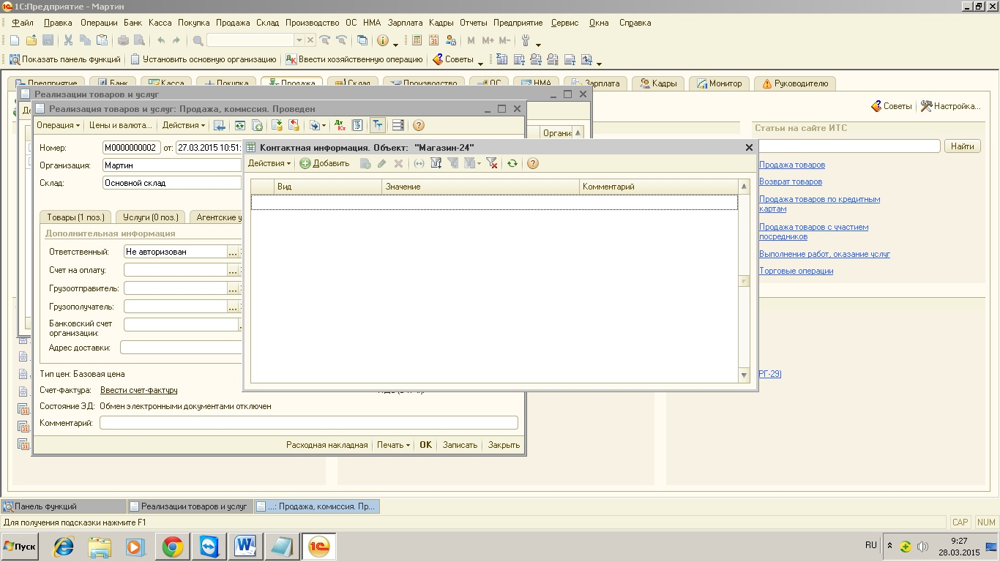 1С:Предприятие - Мартин
Файл Правка Операции Банк Касса Покупка Продажа Склад Производство ОС НМА Зарплата Кадры Отчеты Предприятие Сервис Окна Справка
M M+ M-
Показать панель функций Установить основную организацию Ввести хозяйственную операцию Советы
Предприятие Банк Касса Покупка Продажа Склад Производство ОС НМА Зарплата Кадры Монитор Руководителю
Реализации товаров и услуг
Советы Настройка...
Реализация товаров и услуг: Продажа, комиссия. Проведен
Операция Цены и валюта... Действия
Статьи на сайте ИТС
Номер: М0000000002 от: 27.03.2015 10:51:
Найти
Контактная информация. Объект: "Магазин-24"
Действия Добавить
Организация: Мартин
Склад: Основной склад
Вид Значение Комментарий
Продажа товаров
Возврат товаров
Продажа товаров по кредитным
картам
Продажа товаров с участием
посредников
Выполнение работ, оказание услуг
Торговые операции
Товары (1 поз.) Услуги (0 поз.) Агентские у
Дополнительная информация
Ответственный: Не авторизован
Счет на оплату:
Грузоотправитель:
Грузополучатель:
Банковский счет
организации:
Адрес доставки:
Тип цен: Базовая цена
РГ-29)
Счет-фактура: Ввести счет-фактуру
Состояние ЭД: Обмен электронными документами отключен
Комментарий:
Расходная накладная Печать OK Записать Закрыть
Панель функций Реализации товаров и услуг ...: Продажа, комиссия. Пр...
Для получения подсказки нажмите F1
CAP NUM
Пуск
RU
9:27
28.03.2015